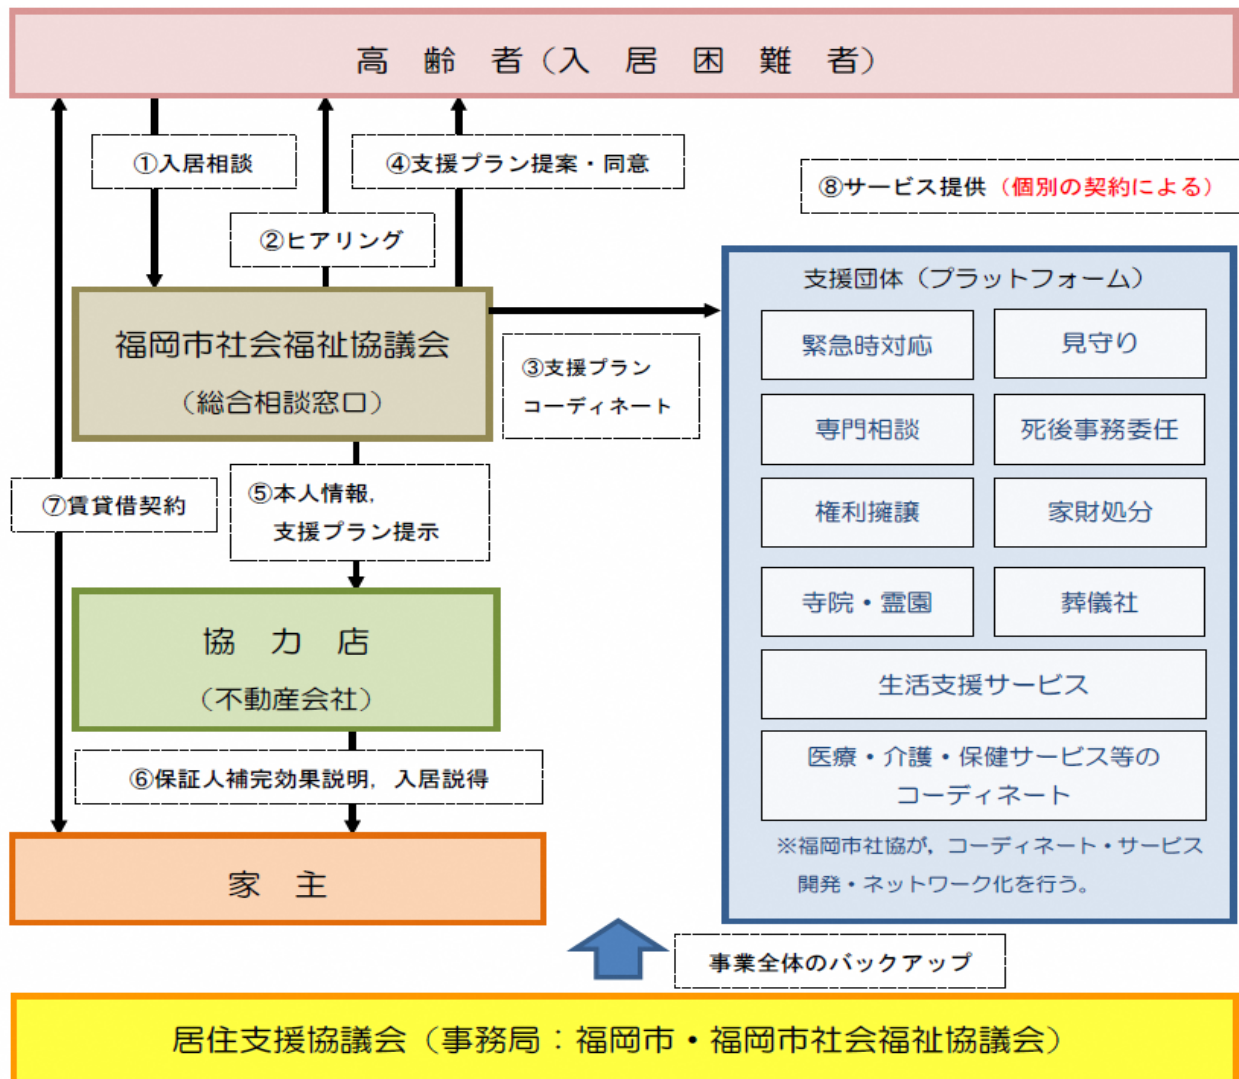 高 齢 者（入 居 困 難 者）
①入居相談
④支援プラン提案・同意
⑧サービス提供（個別の契約による）
②ヒアリング
福岡市社会福祉協議会
（総合相談窓口）
③支援プラン
コーディネート
支援団体（プラットフォーム）
緊急時対応
見守り
専門相談
死後事務委任
権利擁譲
家財処分
寺院・霊園
葬儀社
生活支援サービス
医療・介護・保健サービス等の
コーディネート
※福岡市社協が，コーディネート・サービス
開発・ネットワーク化を行う。
⑦賃貸借契約
⑤本人情報，
支援プラン提示
協 力 店
（不動産会社）
⑥保証人補完効果説明，入居説得
家 主
事業全体のバックアップ
居住支援協議会（事務局：福岡市・福岡市社会福祉協議会）